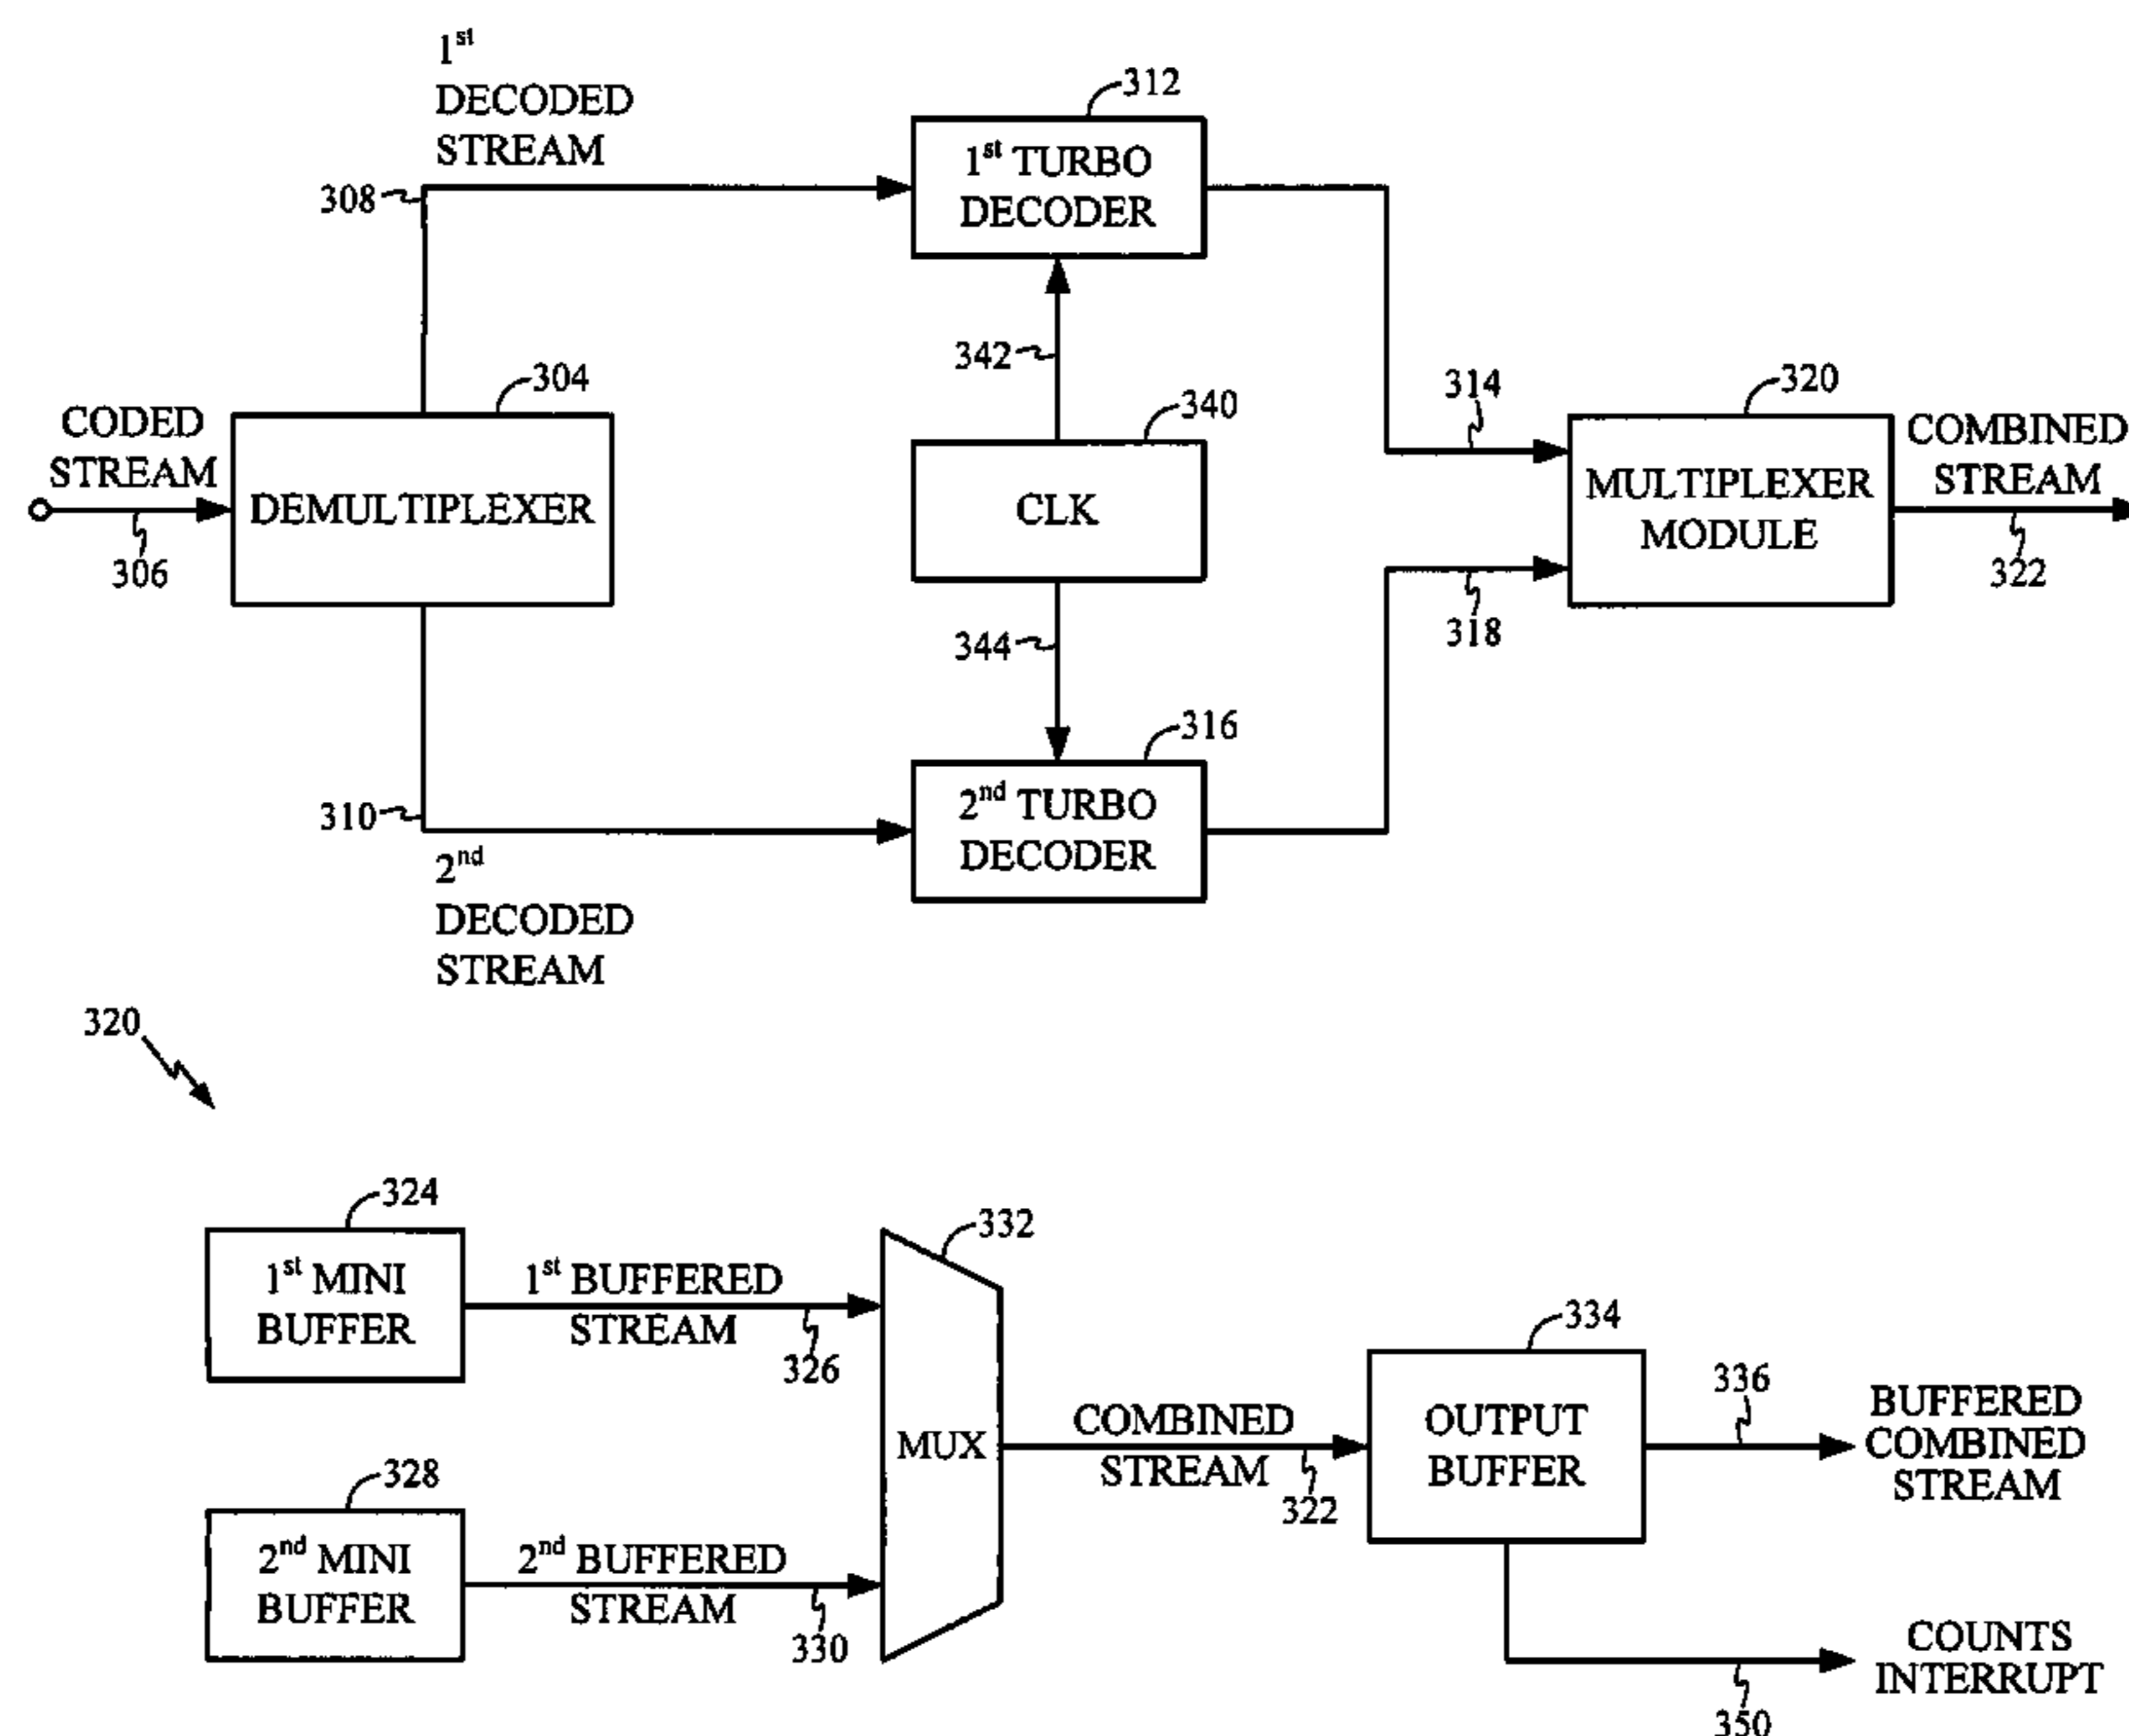 1st
DECODED
STREAM
308
312
1st TURBO
DECODER
342
304
340
314
320
CODED
STREAM
DEMULTIPLEXER
CLK
MULTIPLEXER
MODULE
COMBINED
STREAM
306
322
318
344
316
310
2nd TURBO
DECODER
2nd
DECODED
STREAM
320
324
1st MINI
BUFFER
1st BUFFERED
STREAM
326
332
MUX
328
2nd MINI
BUFFER
2nd BUFFERED
STREAM
330
COMBINED
STREAM
322
334
OUTPUT
BUFFER
336
BUFFERED
COMBINED
STREAM
COUNTS
INTERRUPT
350